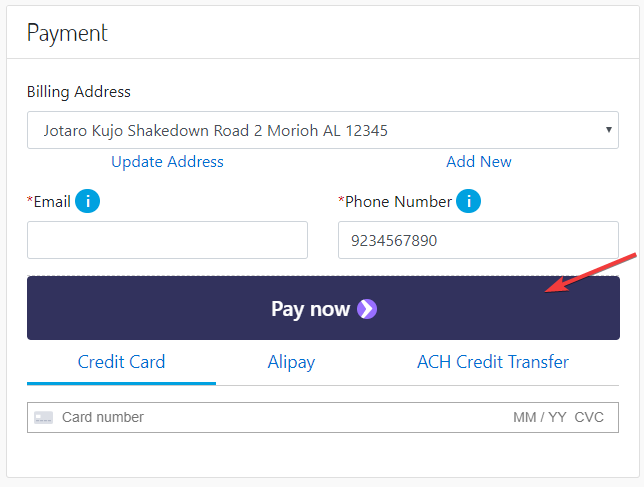 Payment
Billing Address
Jotaro Kujo Shakedown Road 2 Morioh AL 12345
Update Address Add New
*Email i *Phone Number i
9234567890
Pay now
Credit Card Alipay ACH Credit Transfer
Card number MM / YY CVC